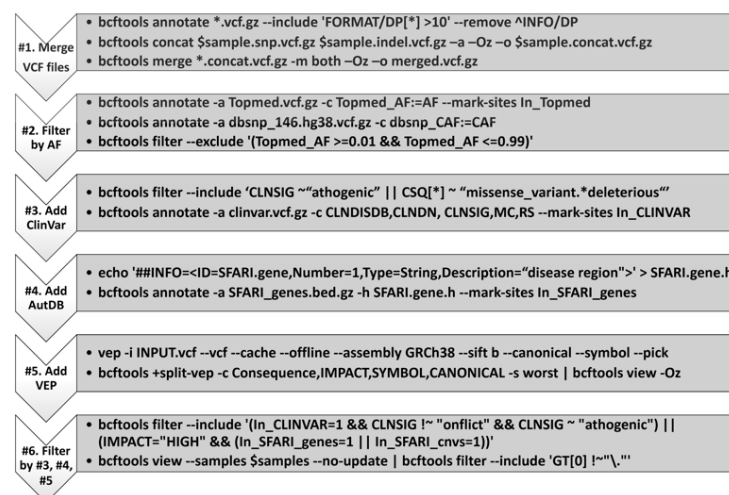 #1. Merge
VCF files
• bcftools annotate *.vcf.gz --include 'FORMAT/DP[*] >10' --remove ^INFO/DP
• bcftools concat $sample.snp.vcf.gz $sample.indel.vcf.gz –a –Oz –o $sample.concat.vcf.gz
• bcftools merge *.concat.vcf.gz -m both –Oz –o merged.vcf.gz
#2. Filter
by AF
• bcftools annotate -a Topmed.vcf.gz -c Topmed_AF:=AF --mark-sites In_Topmed
• bcftools annotate -a dbsnp_146.hg38.vcf.gz -c dbsnp_CAF:=CAF
• bcftools filter --exclude '(Topmed_AF >=0.01 && Topmed_AF <=0.99)'
#3. Add
ClinVar
• bcftools filter --include ‘CLNSIG ~“athogenic” || CSQ[*] ~ “missense_variant.*deleterious“’
• bcftools annotate -a clinvar.vcf.gz -c CLNDISDB,CLNDN, CLNSIG,MC,RS --mark-sites In_CLINVAR
#4. Add
AutDB
• echo '##INFO=<ID=SFARI.gene,Number=1,Type=String,Description=“disease region">' > SFARI.gene.h
• bcftools annotate -a SFARI_genes.bed.gz -h SFARI.gene.h --mark-sites In_SFARI_genes
#5. Add
VEP
• vep -i INPUT.vcf --vcf --cache --offline --assembly GRCh38 --sift b --canonical --symbol --pick
• bcftools +split-vep -c Consequence,IMPACT,SYMBOL,CANONICAL -s worst | bcftools view -Oz
#6. Filter
by #3, #4,
#5
• bcftools filter --include '(In_CLINVAR=1 && CLNSIG !~ "onflict" && CLNSIG ~ "athogenic") ||
(IMPACT="HIGH" && (In_SFARI_genes=1 || In_SFARI_cnvs=1))'
• bcftools view --samples $samples --no-update | bcftools filter --include 'GT[0] !~"\."'